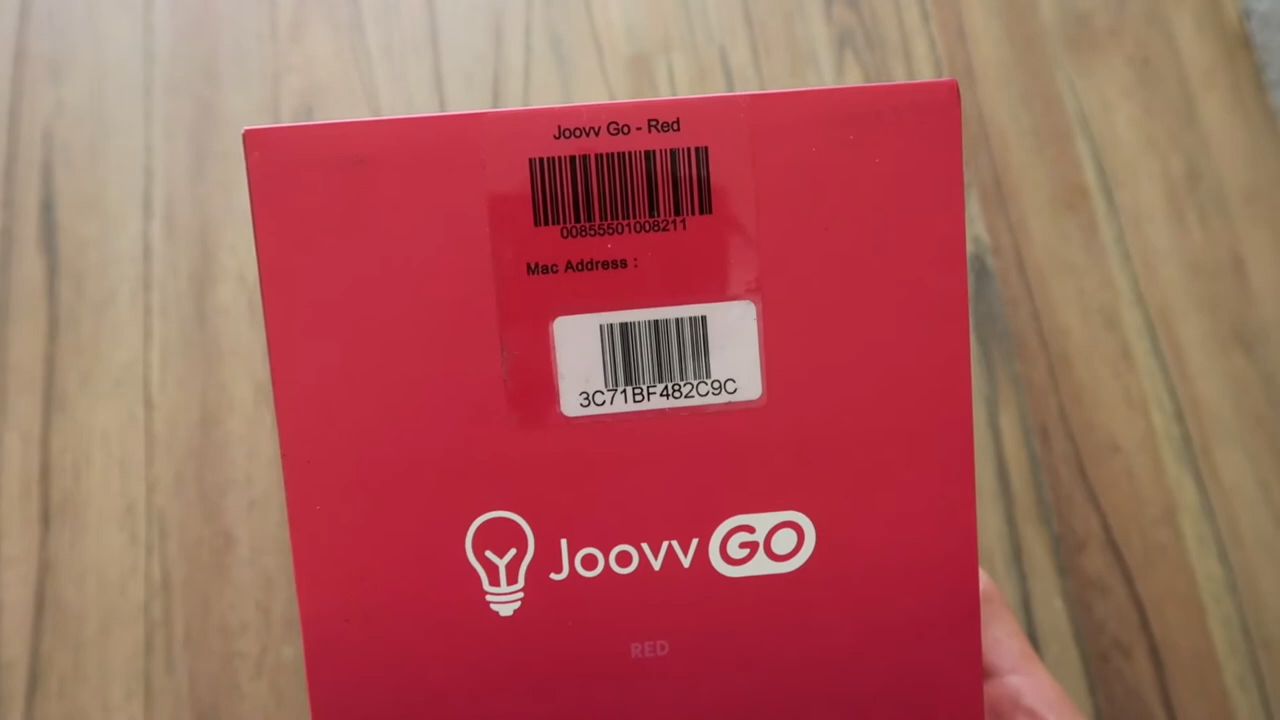 Joovv Go - Red
00855501008211
Mac Address :
3C71BF482C9C
Joovv GO
RED